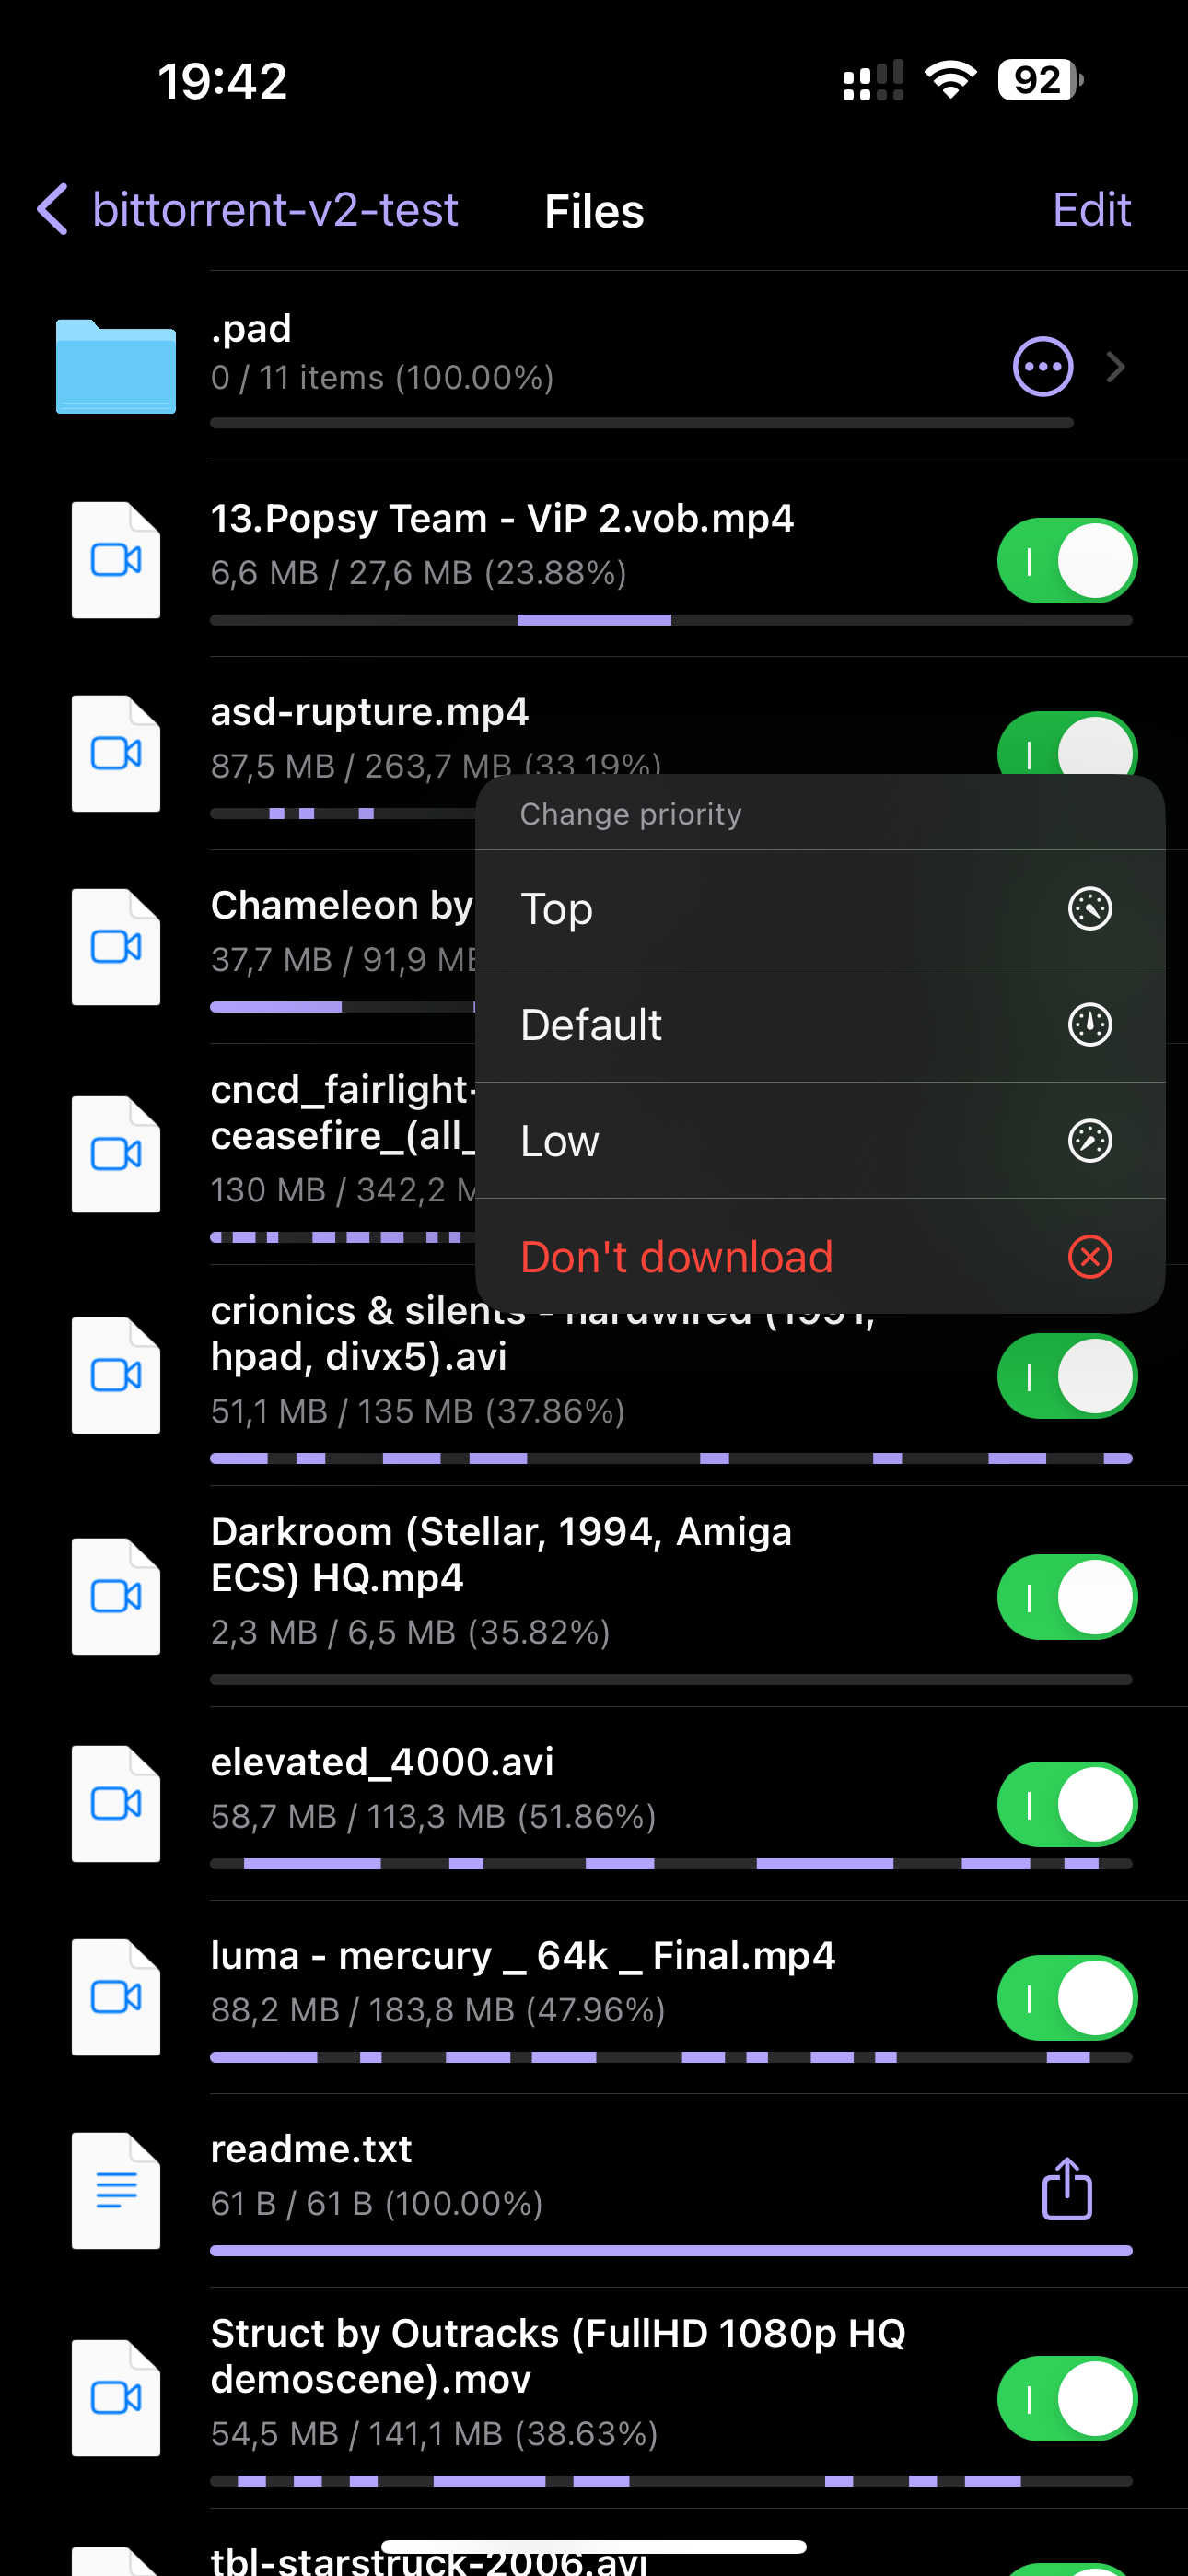 19:42
92
bittorrent-v2-test
Files
Edit
.pad
0 / 11 items (100.00%)
13.Popsy Team - ViP 2.vob.mp4
6,6 MB / 27,6 MB (23.88%)
asd-rupture.mp4
87,5 MB / 263,7 MB (33.19%)
Change priority
Top
Default
Low
Don't download
Chameleon by
37,7 MB / 91,9 MB
cncd_fairlight-
ceasefire_(all_
130 MB / 342,2 M
crionics & silents - hardwired (1991,
hpad, divx5).avi
51,1 MB / 135 MB (37.86%)
Darkroom (Stellar, 1994, Amiga
ECS) HQ.mp4
2,3 MB / 6,5 MB (35.82%)
elevated_4000.avi
58,7 MB / 113,3 MB (51.86%)
luma - mercury _ 64k _ Final.mp4
88,2 MB / 183,8 MB (47.96%)
readme.txt
61 B / 61 B (100.00%)
Struct by Outracks (FullHD 1080p HQ
demoscene).mov
54,5 MB / 141,1 MB (38.63%)
tbl-starstruck-2006.avi